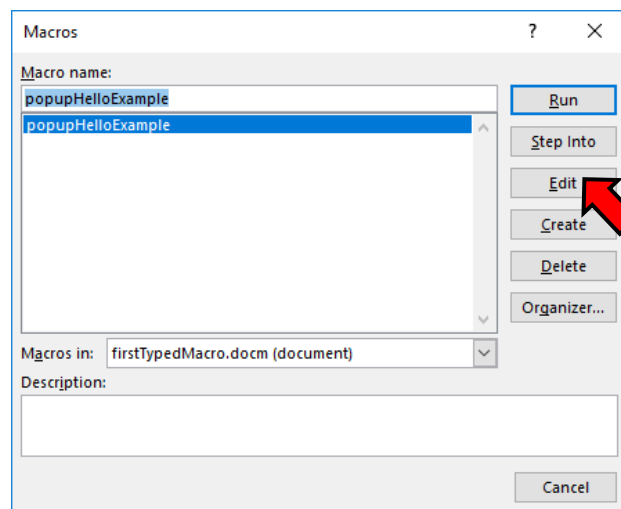 Macros ? ×
Macro name:
popupHelloExample
popupHelloExample
Run
Step Into
Edit
Create
Delete
Organizer...
Macros in: firstTypedMacro.docm (document)
Description:
Cancel